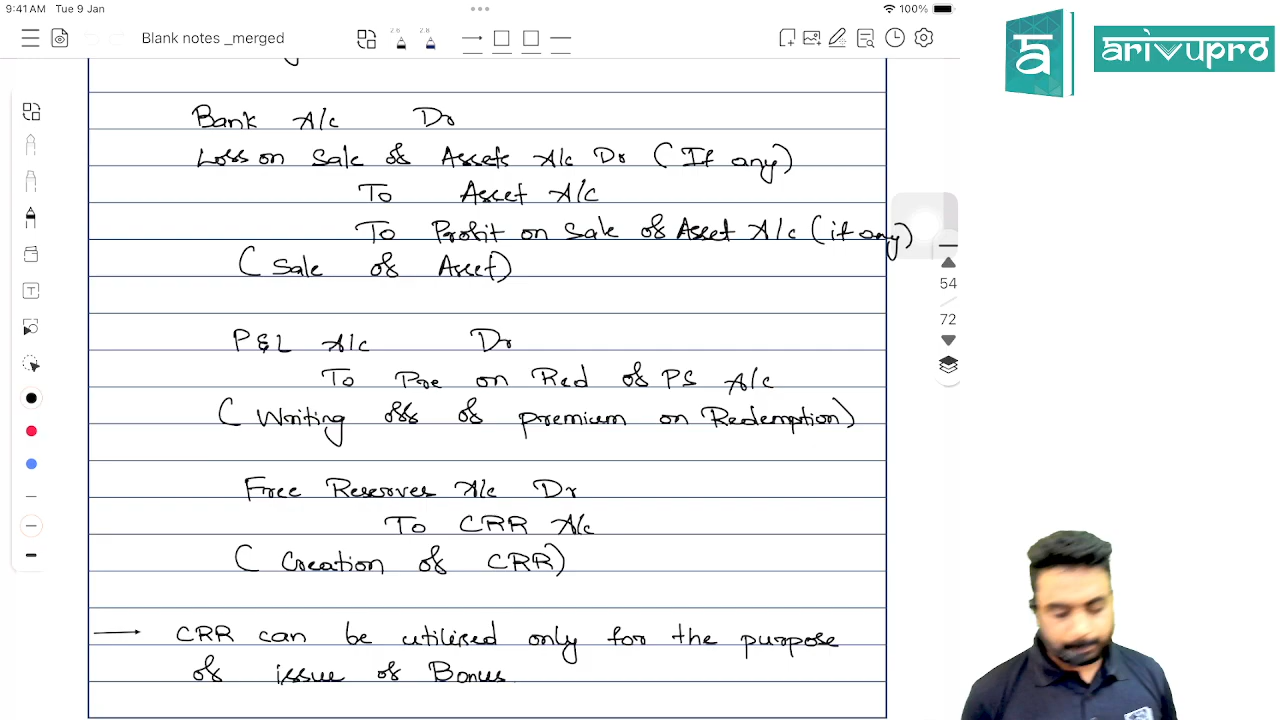 9:41 AM Tue 9 Jan
100%
Blank notes _merged
26 28
arivupro
Bank A/c Dr
Loss on Sale of Assets A/c Dr (If any)
To Asset A/c
To Profit on Sale of Asset A/c (if any)
(Sale of Asset)
54
72
P&L A/c Dr
To Pre on Red of PS A/c
(Writing off of premium on Redemption)
Free Reserves A/c Dr
To CRR A/c
(Creation of CRR)
CRR can be utilised only for the purpose
of issue of Bonus